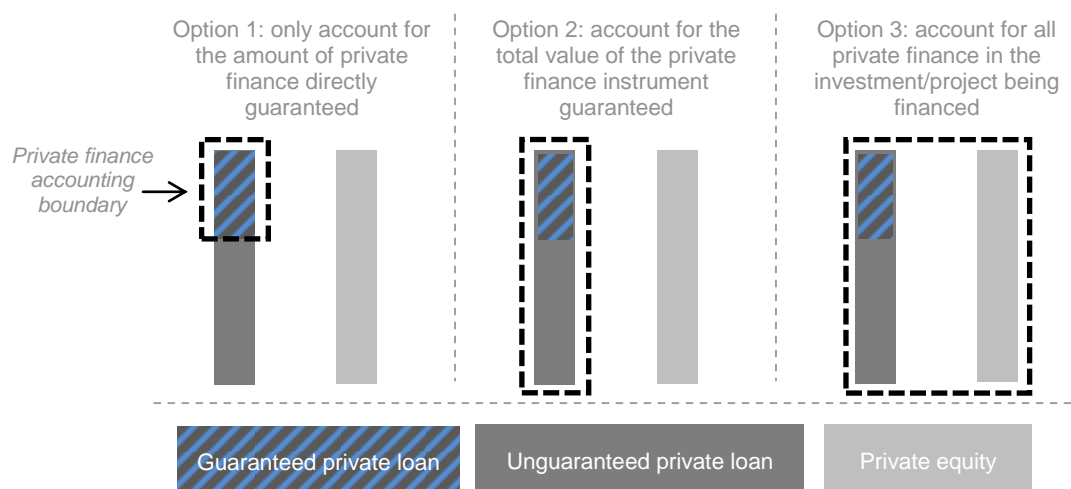 Option 1: only account for
the amount of private
finance directly
guaranteed
Option 2: account for the
total value of the private
finance instrument
guaranteed
Option 3: account for all
private finance in the
investment/project being
financed
Private finance
accounting
boundary
Guaranteed private loan
Unguaranteed private loan
Private equity